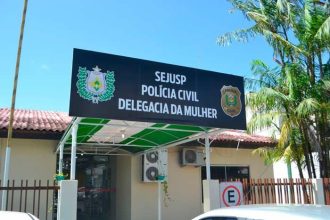 SEJUSP
POLÍCIA CIVIL
DELEGACIA DA MULHER
E